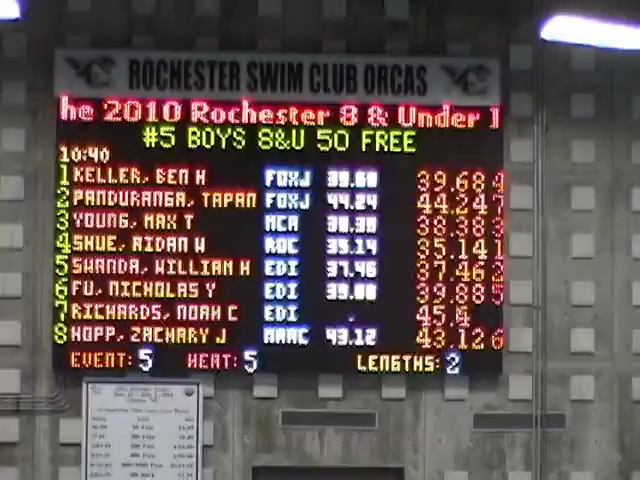 ROCHESTER SWIM CLUB ORCAS
he 2010 Rochester 8 & Under 1
#5 BOYS 8&U 50 FREE
10:40
1 KELLER, BEN H FOXJ 39.68 39.68 4
2 PANDURANGA, TAPAN FOXJ 44.24 44.24 7
3 YOUNG, MAX T MCA 38.38 38.38 3
4 SHUE, AIDAN W ROC 35.14 35.14 1
5 SWANDA, WILLIAM H EDI 37.46 37.46 2
6 FU, NICHOLAS Y EDI 39.88 39.88 5
7 RICHARDS, NOAH C EDI 45.4
8 HOPP, ZACHARY J 43.12 43.12 6
EVENT: 5 HEAT: 5 LENGTHS: 2